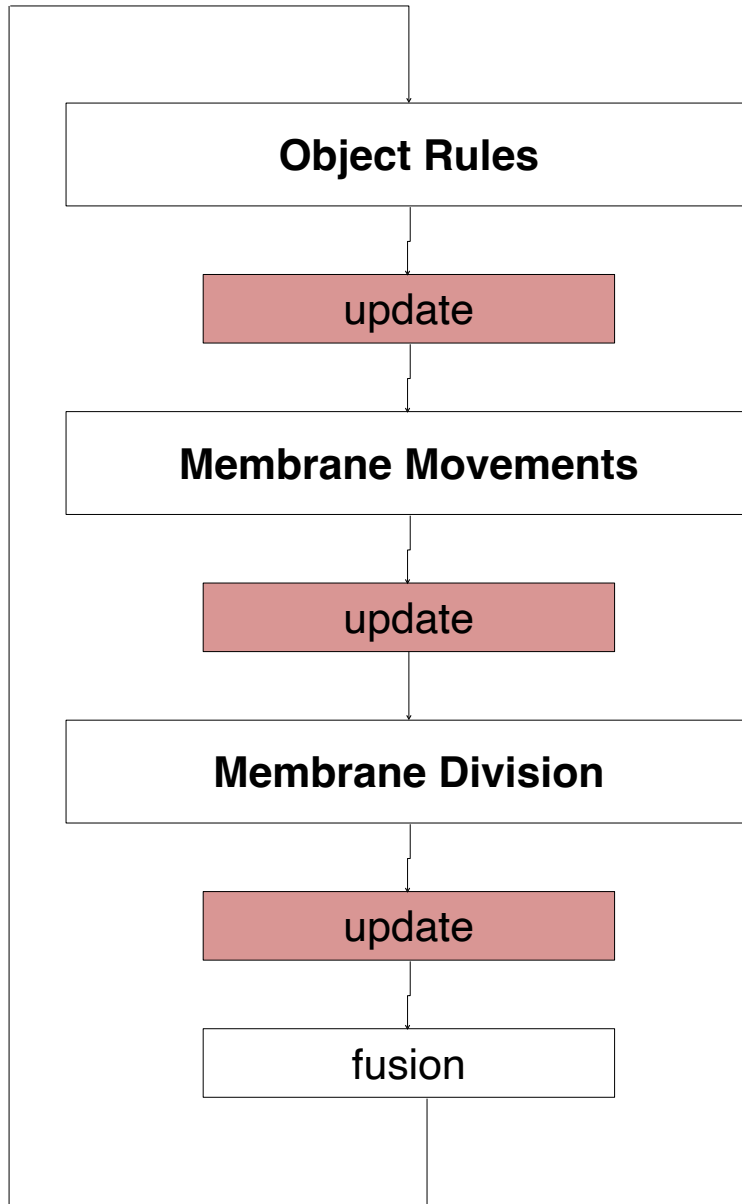 Object Rules
update
Membrane Movements
update
Membrane Division
update
fusion